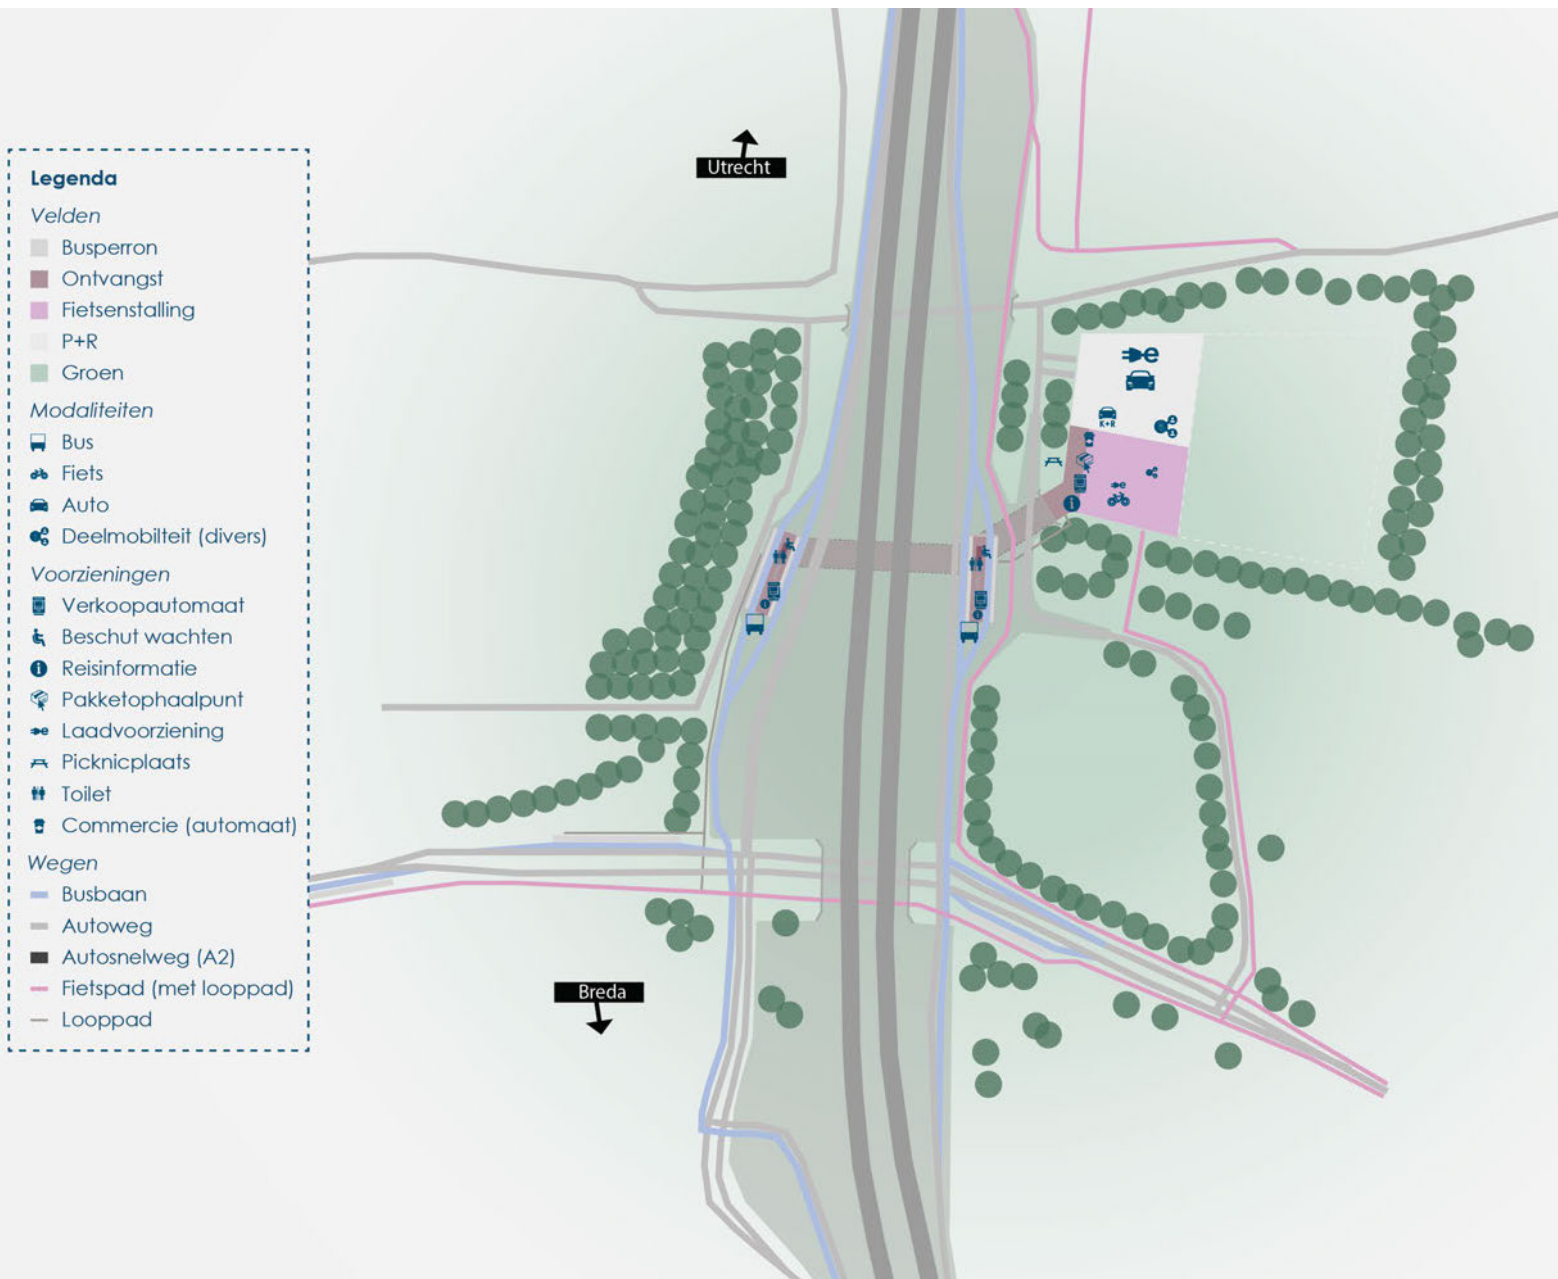 Utrecht
Legenda
Velden
Busperron
Ontvangst
Fietsenstalling
P+R
Groen
Modaliteiten
Bus
Fiets
Auto
Deelmobilteit (divers)
Voorzieningen
Verkoopautomaat
Beschut wachten
Reisinformatie
Pakketophaalpunt
Laadvoorziening
Picknicplaats
Toilet
Commercie (automaat)
Wegen
Busbaan
Autoweg
Autosnelweg (A2)
Fietspad (met looppad)
Looppad
K+R
Breda